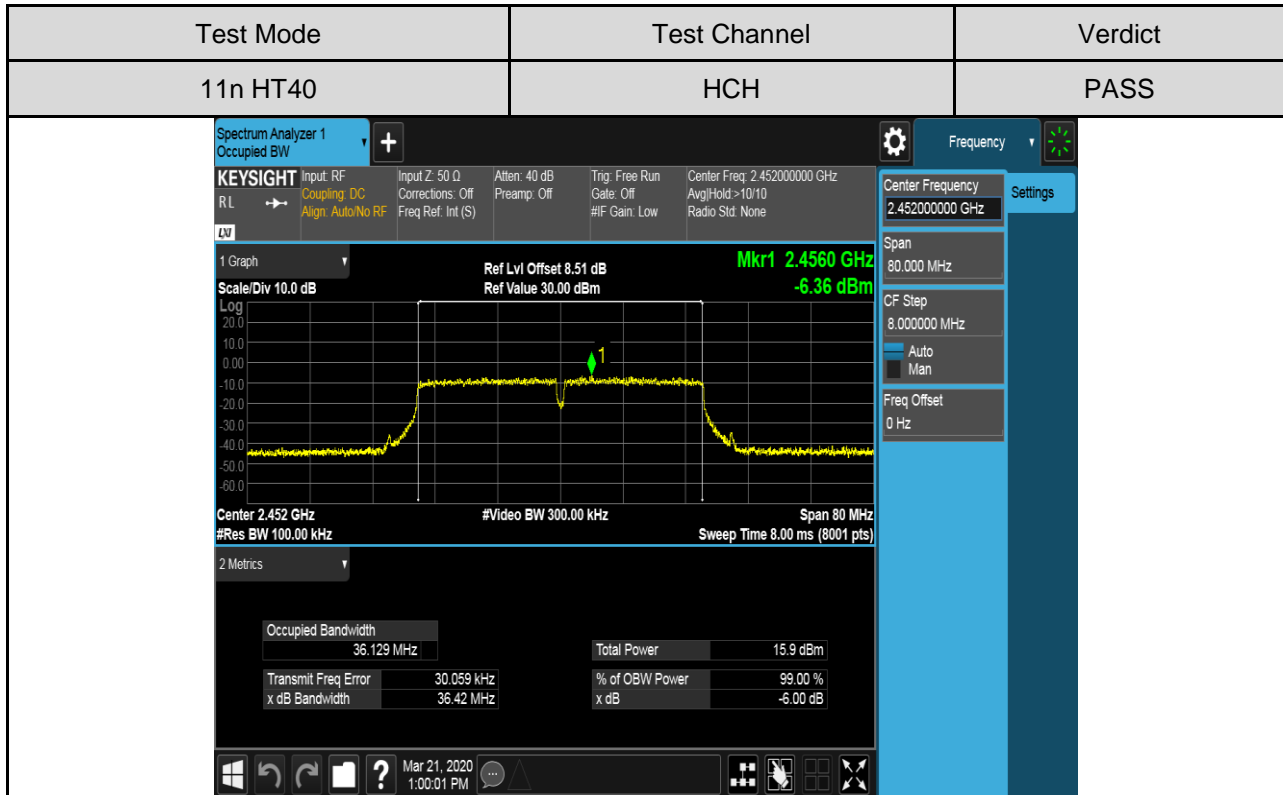 Test Mode Test Channel Verdict
11n HT40 HCH PASS
Spectrum Analyzer 1
Occupied BW
+
Frequency
KEYSIGHT Input: RF Input Z: 50 Ω Atten: 40 dB Trig: Free Run Center Freq: 2.452000000 GHz
RL Coupling: DC Corrections: Off Preamp: Off Gate: Off Avg|Hold:>10/10
Align: Auto/No RF Freq Ref: Int (S) #IF Gain: Low Radio Std: None
LXI
Center Frequency
2.452000000 GHz
Settings
Span
80.000 MHz
CF Step
8.000000 MHz
Auto
Man
Freq Offset
0 Hz
1 Graph
Ref Lvl Offset 8.51 dB
Mkr1 2.4560 GHz
Scale/Div 10.0 dB Ref Value 30.00 dBm -6.36 dBm
Log
20.0
10.0
1
0.00
-10.0
-20.0
-30.0
-40.0
-50.0
-60.0
Center 2.452 GHz #Video BW 300.00 kHz Span 80 MHz
#Res BW 100.00 kHz Sweep Time 8.00 ms (8001 pts)
2 Metrics
Occupied Bandwidth
36.129 MHz
Total Power 15.9 dBm
Transmit Freq Error 30.059 kHz % of OBW Power 99.00 %
x dB Bandwidth 36.42 MHz x dB -6.00 dB
? Mar 21, 2020
1:00:01 PM